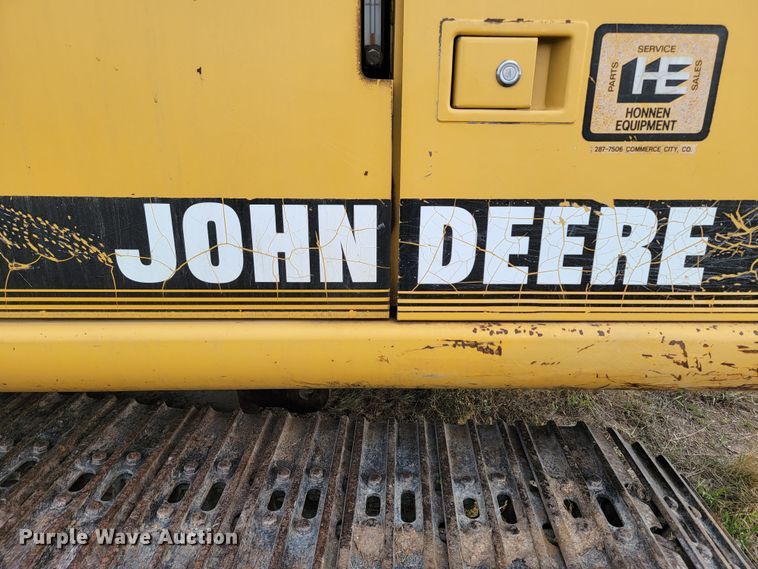 SERVICE
PARTS
SALES
HE
HONNEN
EQUIPMENT
287-7506 COMMERCE CITY, CO.
JOHN DEERE
Purple Wave Auction